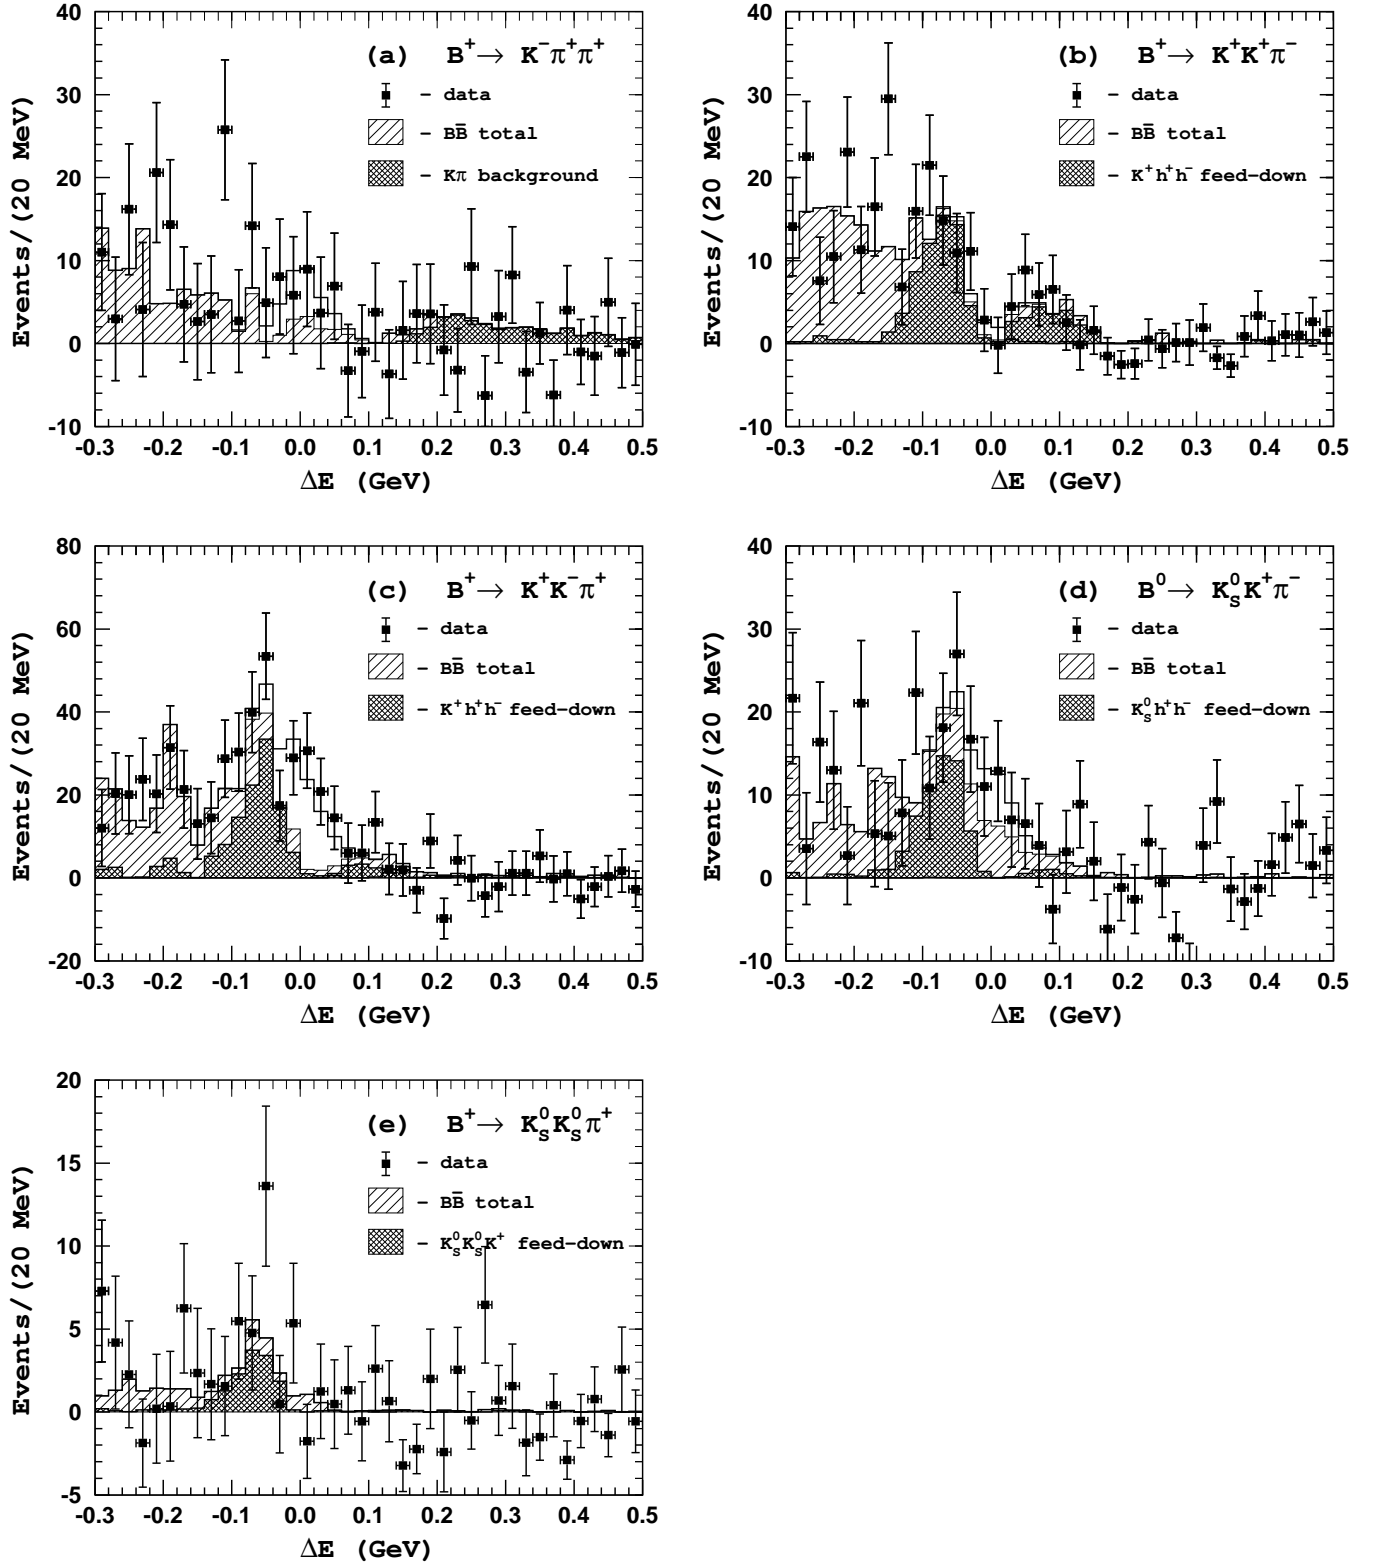 (a) B⁺→ K⁻π⁺π⁺
– data
– BB̅ total
– Kπ background
Events/(20 MeV)
40
30
20
10
0
-10
-0.3 -0.2 -0.1 0.0 0.1 0.2 0.3 0.4 0.5
ΔE (GeV)
(b) B⁺→ K⁺K⁺π⁻
– data
– BB̅ total
– K⁺h⁺h⁻ feed–down
Events/(20 MeV)
40
30
20
10
0
-10
-0.3 -0.2 -0.1 0.0 0.1 0.2 0.3 0.4 0.5
ΔE (GeV)
(c) B⁺→ K⁺K⁻π⁺
– data
– BB̅ total
– K⁺h⁺h⁻ feed–down
Events/(20 MeV)
80
60
40
20
0
-20
-0.3 -0.2 -0.1 0.0 0.1 0.2 0.3 0.4 0.5
ΔE (GeV)
(d) B⁰→ K⁰_S K⁺π⁻
– data
– BB̅ total
– K⁰_S h⁺h⁻ feed–down
Events/(20 MeV)
40
30
20
10
0
-10
-0.3 -0.2 -0.1 0.0 0.1 0.2 0.3 0.4 0.5
ΔE (GeV)
(e) B⁺→ K⁰_S K⁰_S π⁺
– data
– BB̅ total
– K⁰_S K⁰_S K⁺ feed–down
Events/(20 MeV)
20
15
10
5
0
-5
-0.3 -0.2 -0.1 0.0 0.1 0.2 0.3 0.4 0.5
ΔE (GeV)